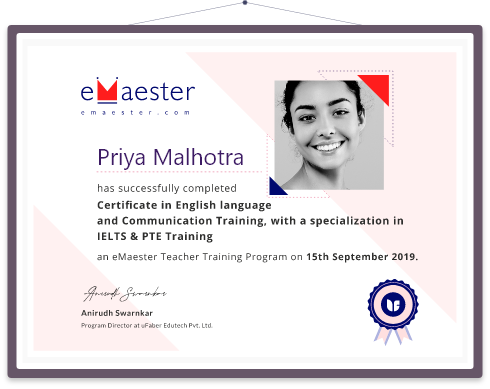 eMaester
emaester.com
Priya Malhotra
has successfully completed
Certificate in English language
and Communication Training, with a specialization in
IELTS & PTE Training
an eMaester Teacher Training Program on 15th September 2019.
Anirudh Swarnkar
Anirudh Swarnkar
Program Director at uFaber Edutech Pvt. Ltd.